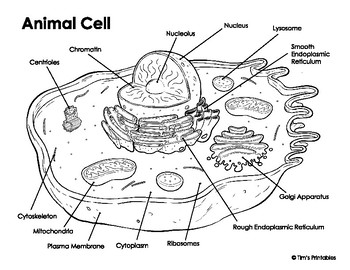 Animal Cell
Nucleolus
Nucleus
Lysosome
Chromatin
Smooth
Endoplasmic
Reticulum
Centrioles
Golgi Apparatus
Cytoskeleton
Mitochondria
Plasma Membrane
Cytoplasm
Ribosomes
Rough Endoplasmic Reticulum
© Tim's Printables